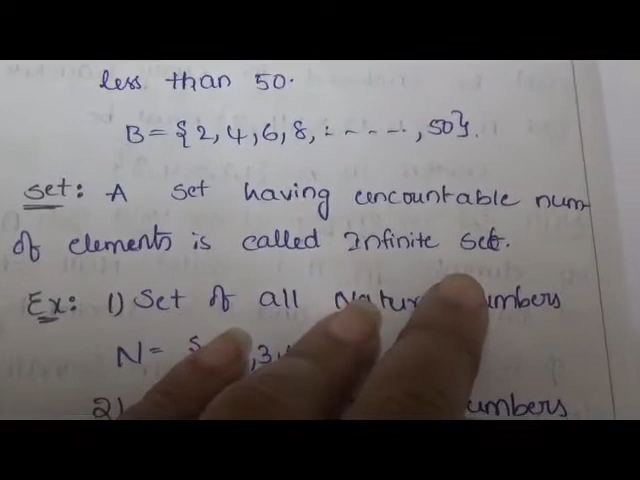 less than 50.
B = {2, 4, 6, 8, ......, 50}.
set: A set having uncountable num-
of elements is called Infinite set.
Ex: 1) Set of all umbers
N = { ,3,
2) umbers